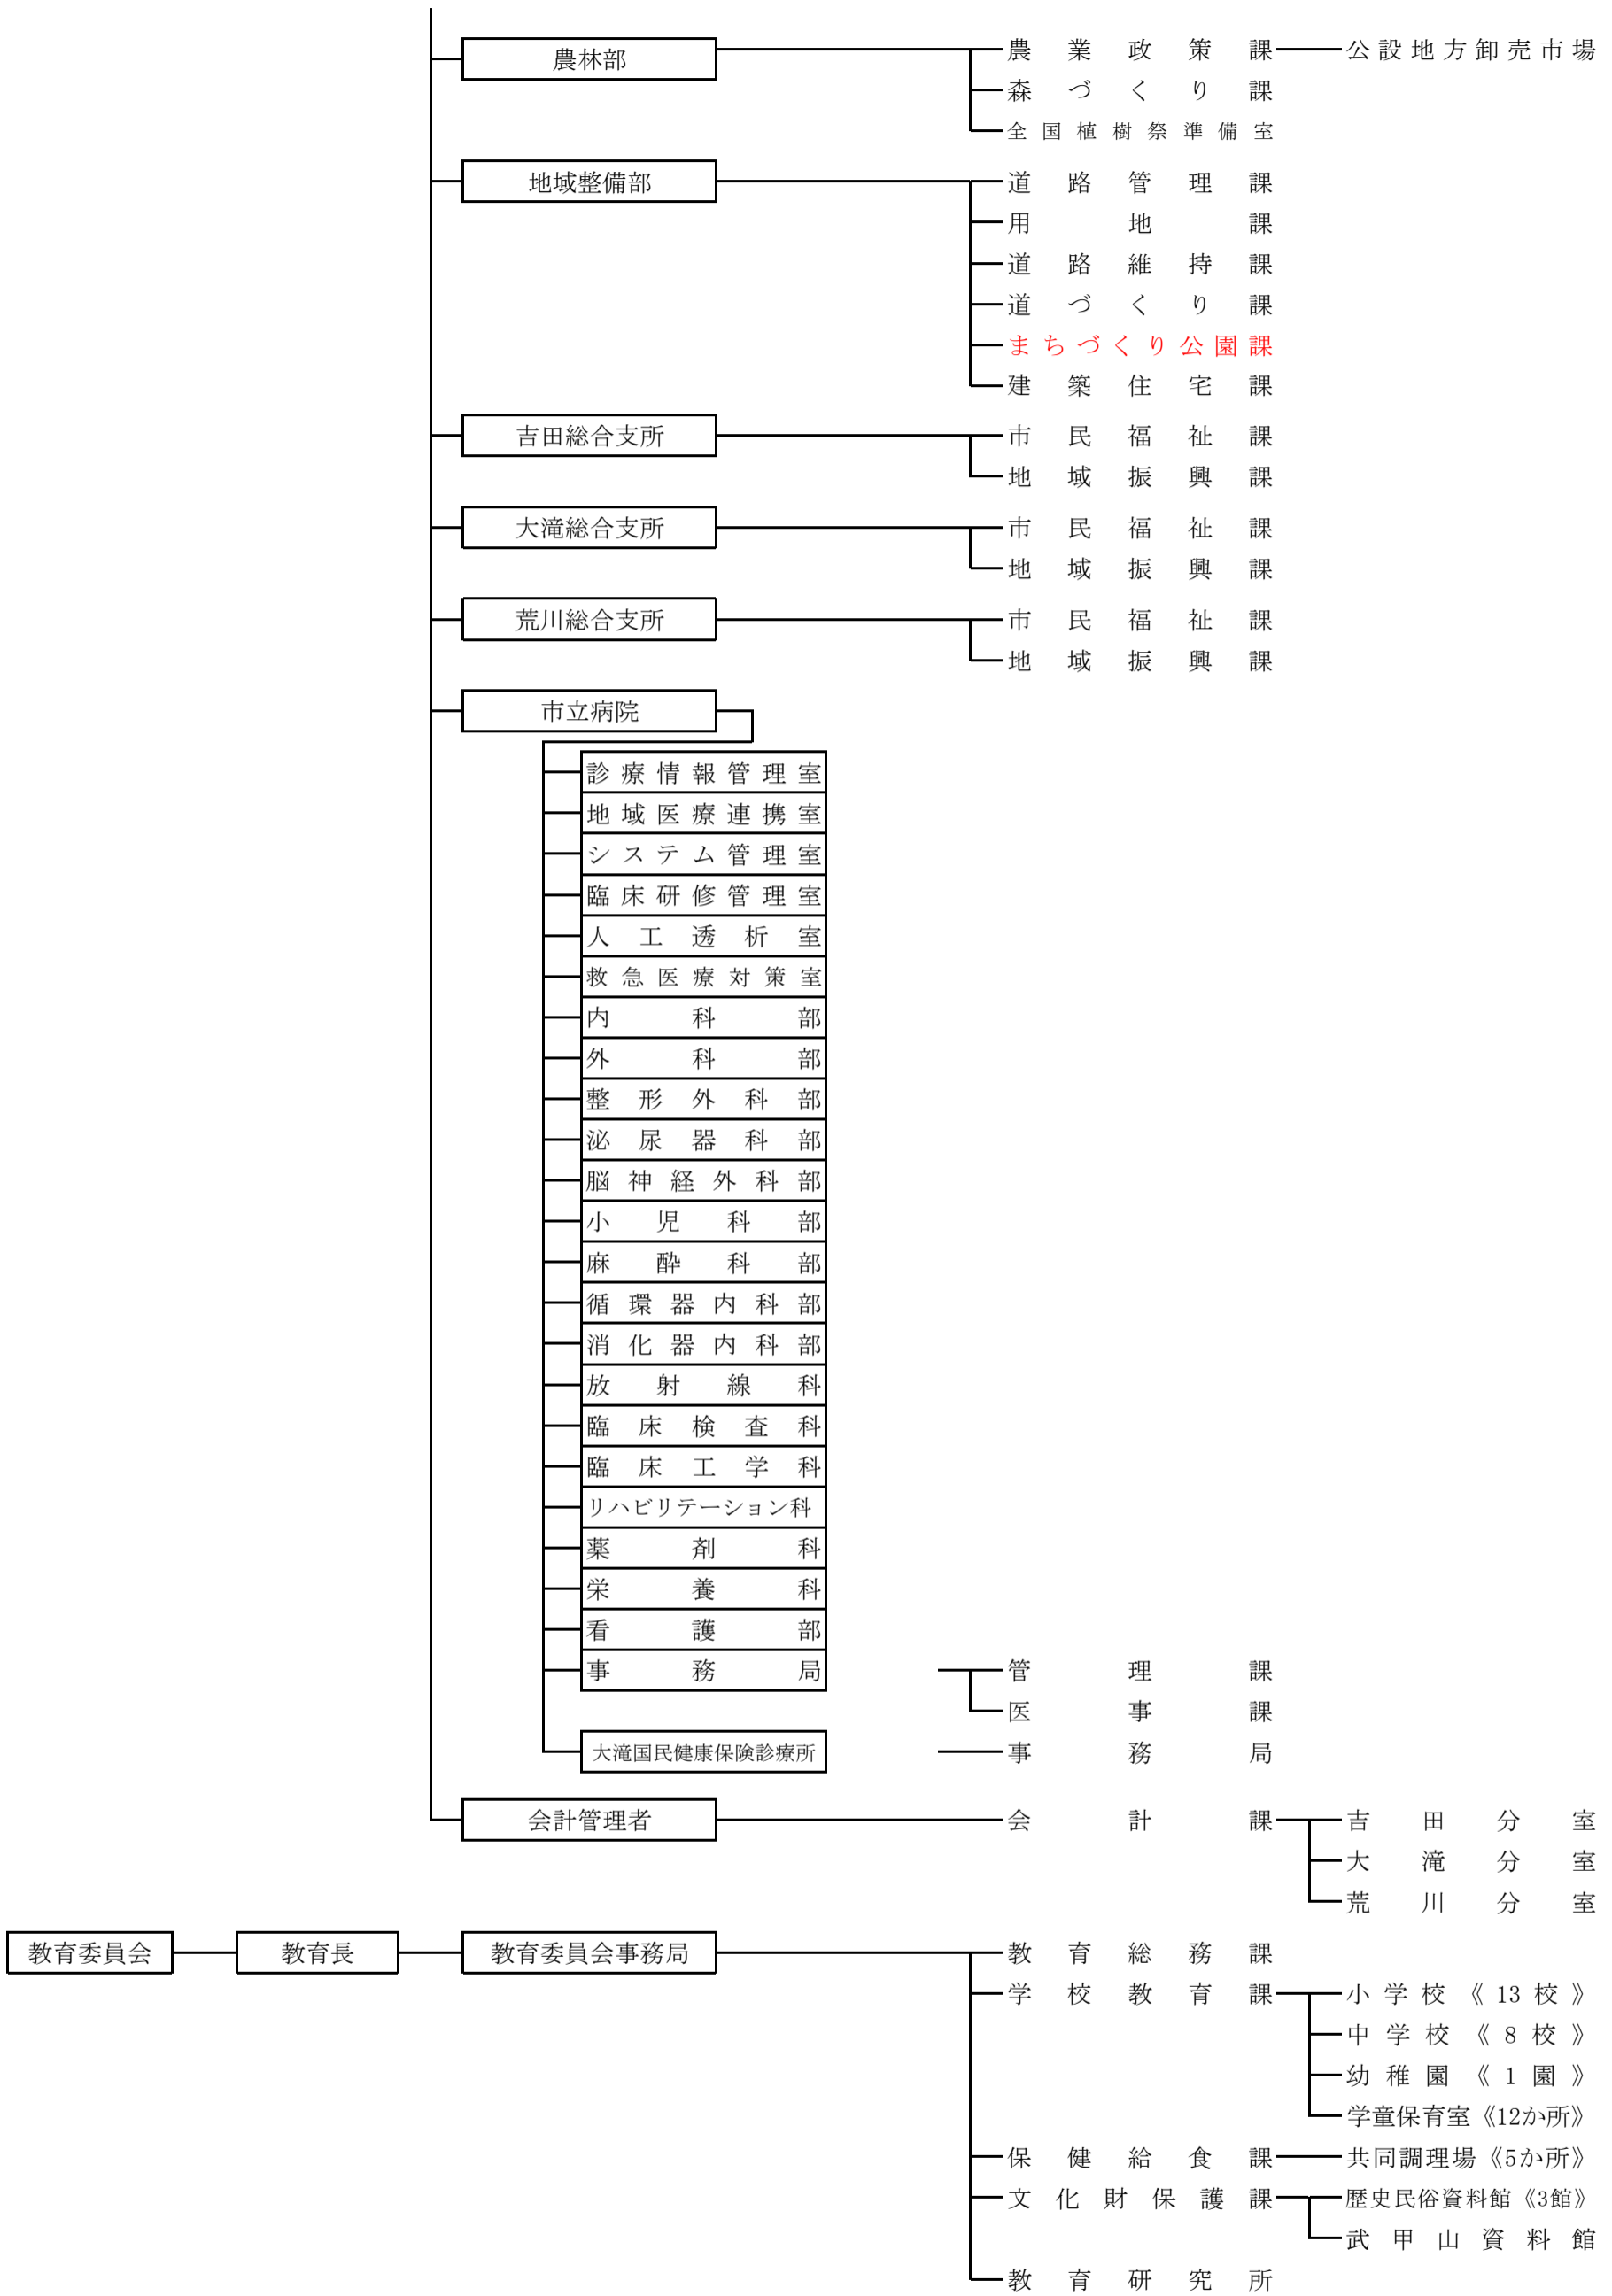 農林部 農業政策課 公設地方卸売市場
森づくり課
全国植樹祭準備室
地域整備部 道路管理課
用地課
道路維持課
道づくり課
まちづくり公園課
建築住宅課
吉田総合支所 市民福祉課
地域振興課
大滝総合支所 市民福祉課
地域振興課
荒川総合支所 市民福祉課
地域振興課
市立病院
診療情報管理室
地域医療連携室
システム管理室
臨床研修管理室
人工透析室
救急医療対策室
内科部
外科部
整形外科部
泌尿器科部
脳神経外科部
小児科部
麻酔科部
循環器内科部
消化器内科部
放射線科
臨床検査科
臨床工学科
リハビリテーション科
薬剤科
栄養科
看護部
事務局 管理課
医事課
大滝国民健康保険診療所 事務局
会計管理者 会計課 吉田分室
大滝分室
荒川分室
教育委員会 教育長 教育委員会事務局 教育総務課
学校教育課 小学校《13校》
中学校《8校》
幼稚園《1園》
学童保育室《12か所》
保健給食課 共同調理場《5か所》
文化財保護課 歴史民俗資料館《3館》
武甲山資料館
教育研究所